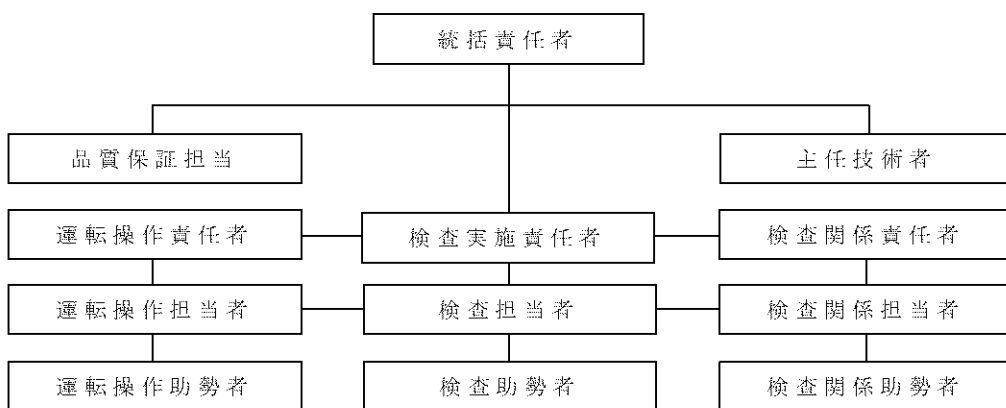 統括責任者
品質保証担当
主任技術者
運転操作責任者
検査実施責任者
検査関係責任者
運転操作担当者
検査担当者
検査関係担当者
運転操作助勢者
検査助勢者
検査関係助勢者